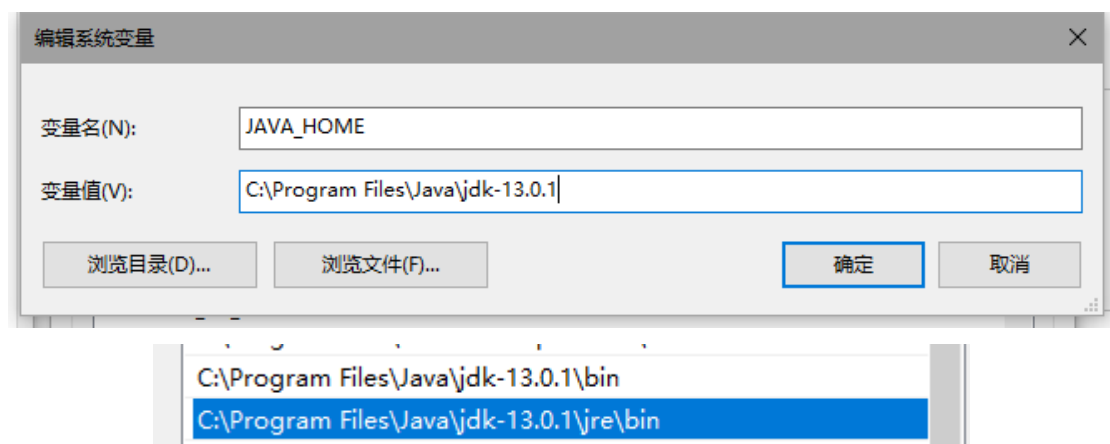 编辑系统变量
变量名(N):
JAVA_HOME
变量值(V):
C:\Program Files\Java\jdk-13.0.1
浏览目录(D)...
浏览文件(F)...
确定
取消
C:\Program Files\Java\jdk-13.0.1\bin
C:\Program Files\Java\jdk-13.0.1\jre\bin